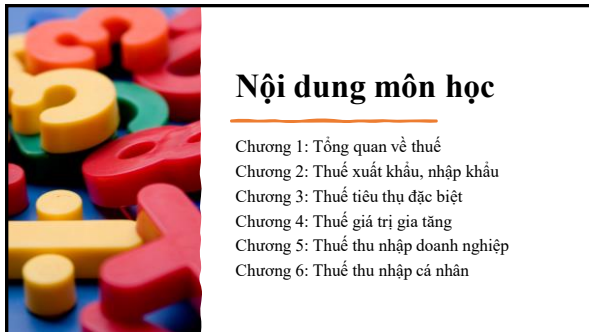 Nội dung môn học
Chương 1: Tổng quan về thuế
Chương 2: Thuế xuất khẩu, nhập khẩu
Chương 3: Thuế tiêu thụ đặc biệt
Chương 4: Thuế giá trị gia tăng
Chương 5: Thuế thu nhập doanh nghiệp
Chương 6: Thuế thu nhập cá nhân